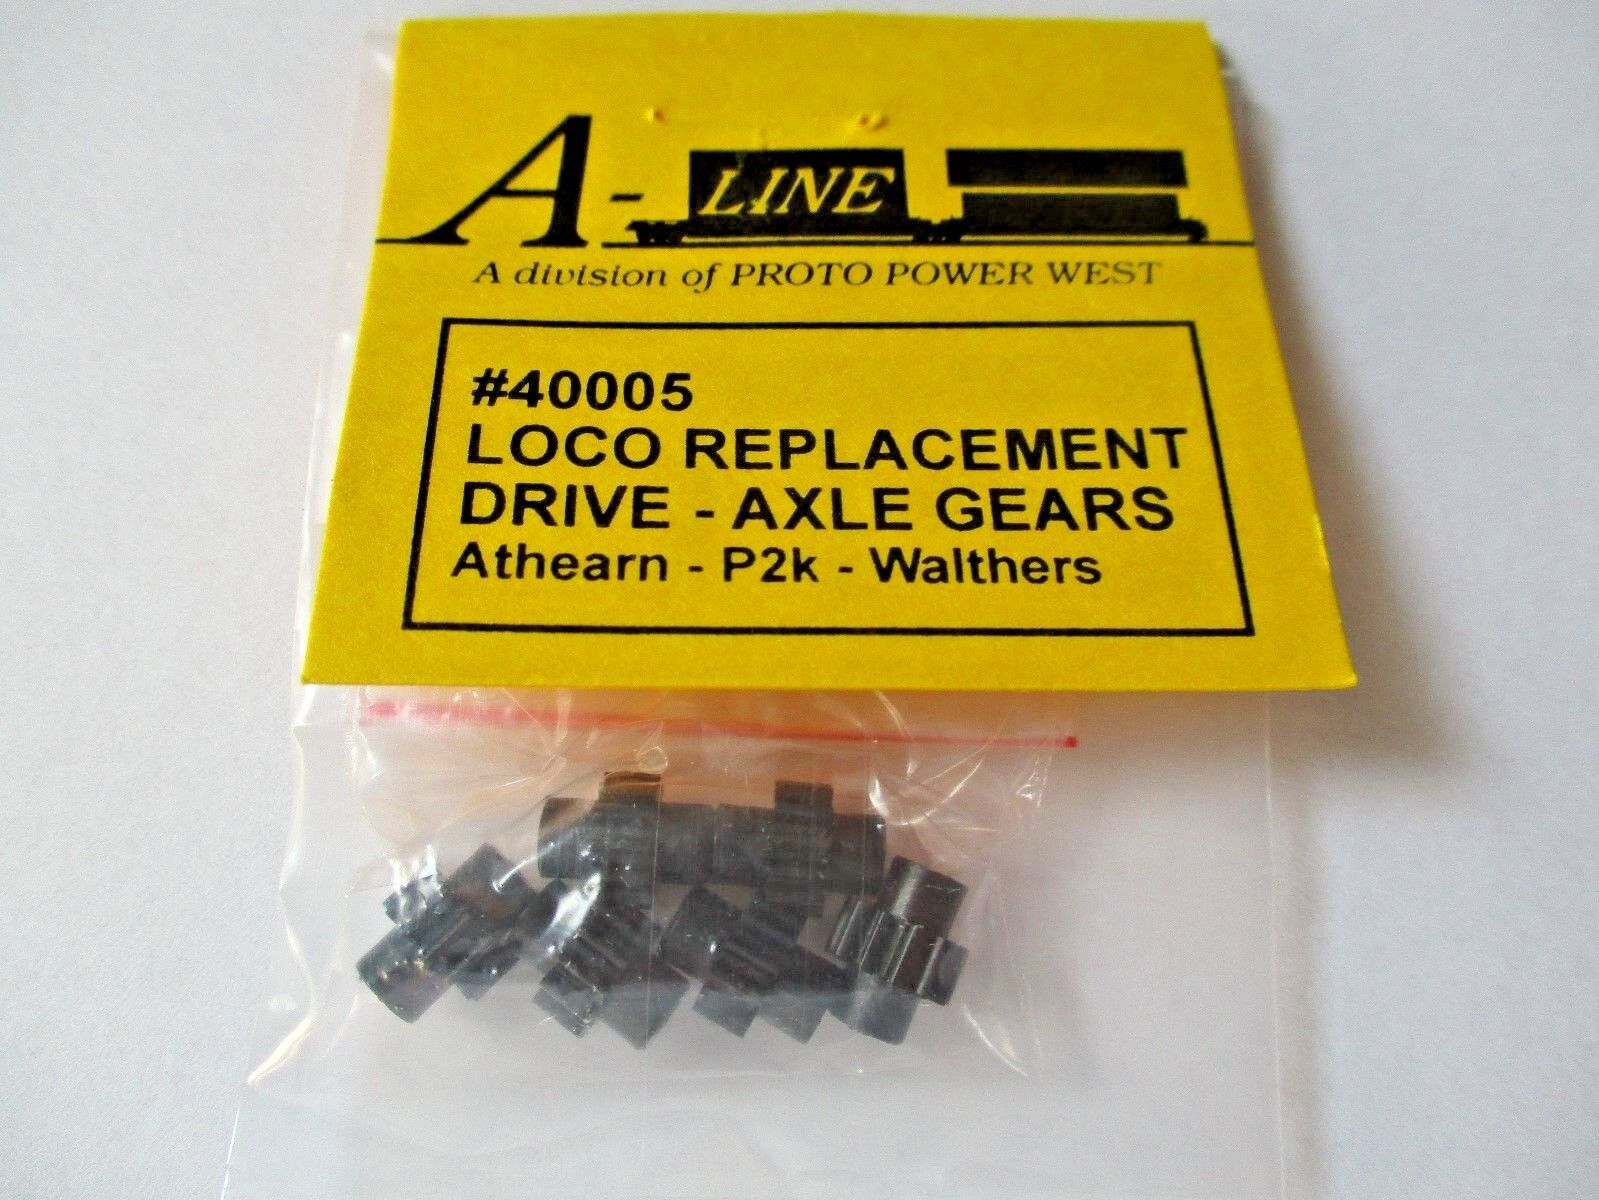 A-LINE
A division of PROTO POWER WEST
#40005
LOCO REPLACEMENT
DRIVE - AXLE GEARS
Athearn - P2k - Walthers